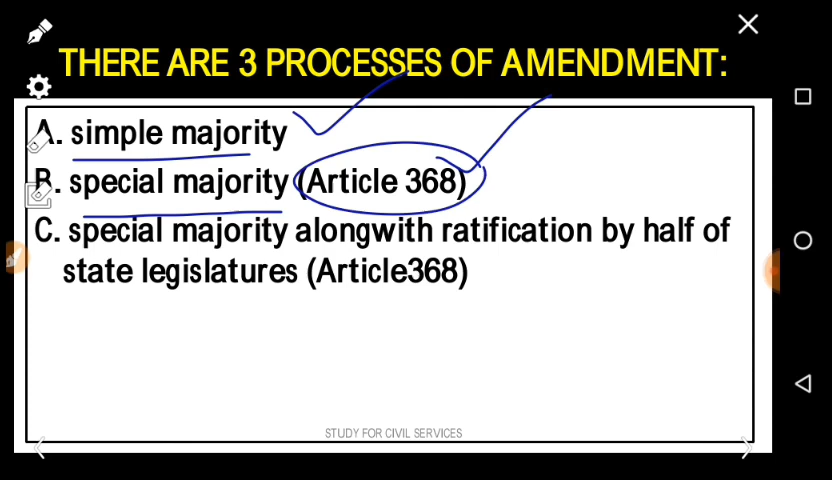 THERE ARE 3 PROCESSES OF AMENDMENT:
A. simple majority
B. special majority (Article 368)
C. special majority alongwith ratification by half of
state legislatures (Article368)
STUDY FOR CIVIL SERVICES